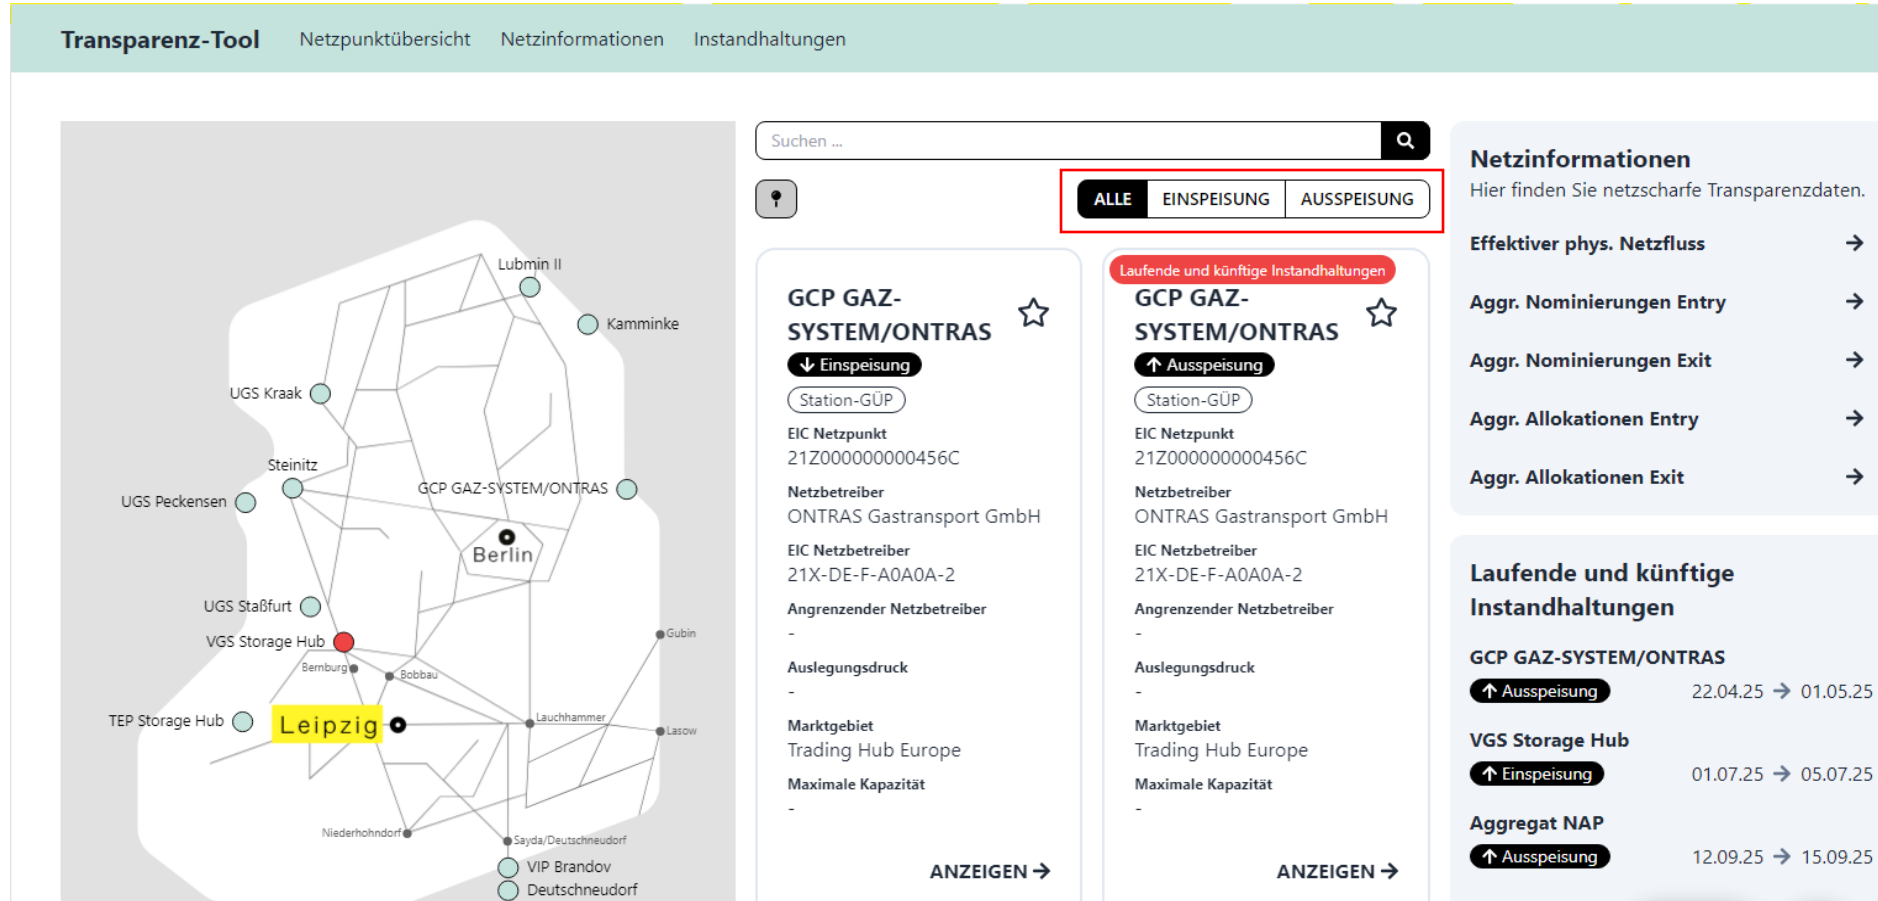 Transparenz-Tool Netzpunktübersicht Netzinformationen Instandhaltungen
Lubmin II
Kamminke
UGS Kraak
Steinitz
UGS Peckensen
GCP GAZ-SYSTEM/ONTRAS
Berlin
UGS Staßfurt
VGS Storage Hub
Gubin
Bernburg
Bobbau
TEP Storage Hub
Leipzig
Lauchhammer
Lasow
Niederhohndorf
Sayda/Deutschneudorf
VIP Brandov
Deutschneudorf
Suchen ...
ALLE EINSPEISUNG AUSSPEISUNG
GCP GAZ-
SYSTEM/ONTRAS
Einspeisung
Station-GÜP
EIC Netzpunkt
21Z000000000456C
Netzbetreiber
ONTRAS Gastransport GmbH
EIC Netzbetreiber
21X-DE-F-A0A0A-2
Angrenzender Netzbetreiber
-
Auslegungsdruck
-
Marktgebiet
Trading Hub Europe
Maximale Kapazität
-
ANZEIGEN
Laufende und künftige Instandhaltungen
GCP GAZ-
SYSTEM/ONTRAS
Ausspeisung
Station-GÜP
EIC Netzpunkt
21Z000000000456C
Netzbetreiber
ONTRAS Gastransport GmbH
EIC Netzbetreiber
21X-DE-F-A0A0A-2
Angrenzender Netzbetreiber
-
Auslegungsdruck
-
Marktgebiet
Trading Hub Europe
Maximale Kapazität
-
ANZEIGEN
Netzinformationen
Hier finden Sie netzscharfe Transparenzdaten.
Effektiver phys. Netzfluss
Aggr. Nominierungen Entry
Aggr. Nominierungen Exit
Aggr. Allokationen Entry
Aggr. Allokationen Exit
Laufende und künftige
Instandhaltungen
GCP GAZ-SYSTEM/ONTRAS
Ausspeisung 22.04.25 → 01.05.25
VGS Storage Hub
Einspeisung 01.07.25 → 05.07.25
Aggregat NAP
Ausspeisung 12.09.25 → 15.09.25